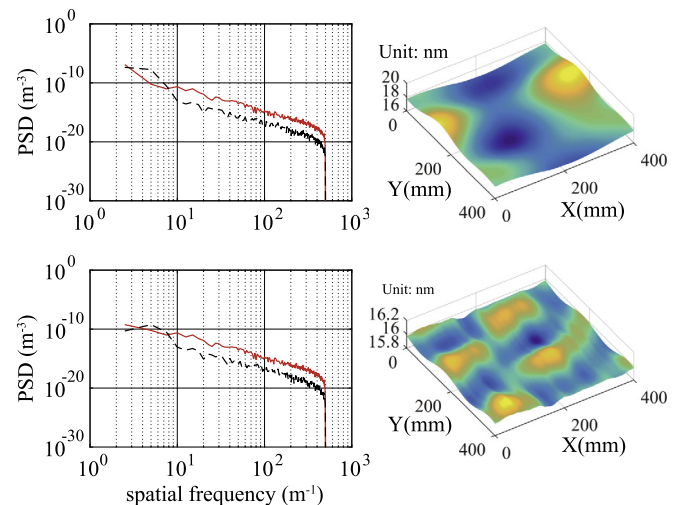 10^0
10^-10
10^-20
10^-30
PSD (m^-3)
10^0 10^1 10^2 10^3
Unit: nm
20
18
16
0
200
400
Y(mm)
0
200
400
X(mm)
10^0
10^-10
10^-20
10^-30
PSD (m^-3)
10^0 10^1 10^2 10^3
spatial frequency (m^-1)
Unit: nm
16.2
16
15.8
0
200
400
Y(mm)
0
200
400
X(mm)